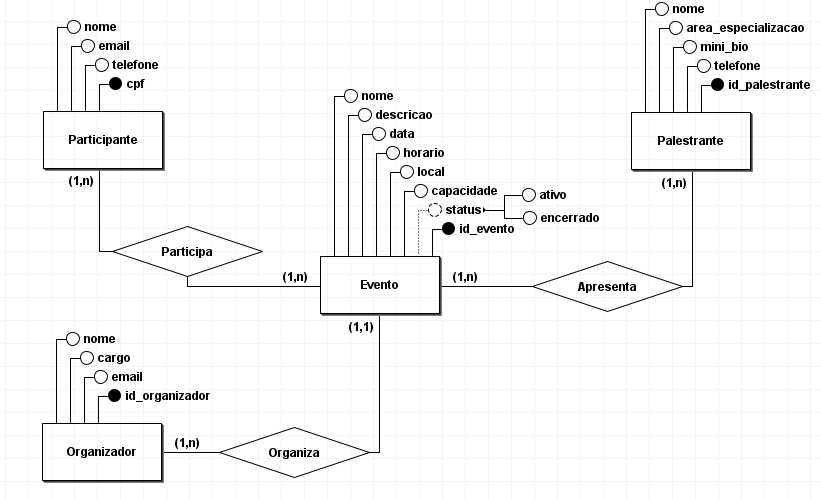 nome
email
telefone
cpf
Participante
(1,n)
Participa
(1,n)
nome
descricao
data
horario
local
capacidade
status
ativo
encerrado
id_evento
Evento
(1,n)
(1,1)
Apresenta
nome
area_especializacao
mini_bio
telefone
id_palestrante
Palestrante
(1,n)
nome
cargo
email
id_organizador
Organizador
(1,n)
Organiza